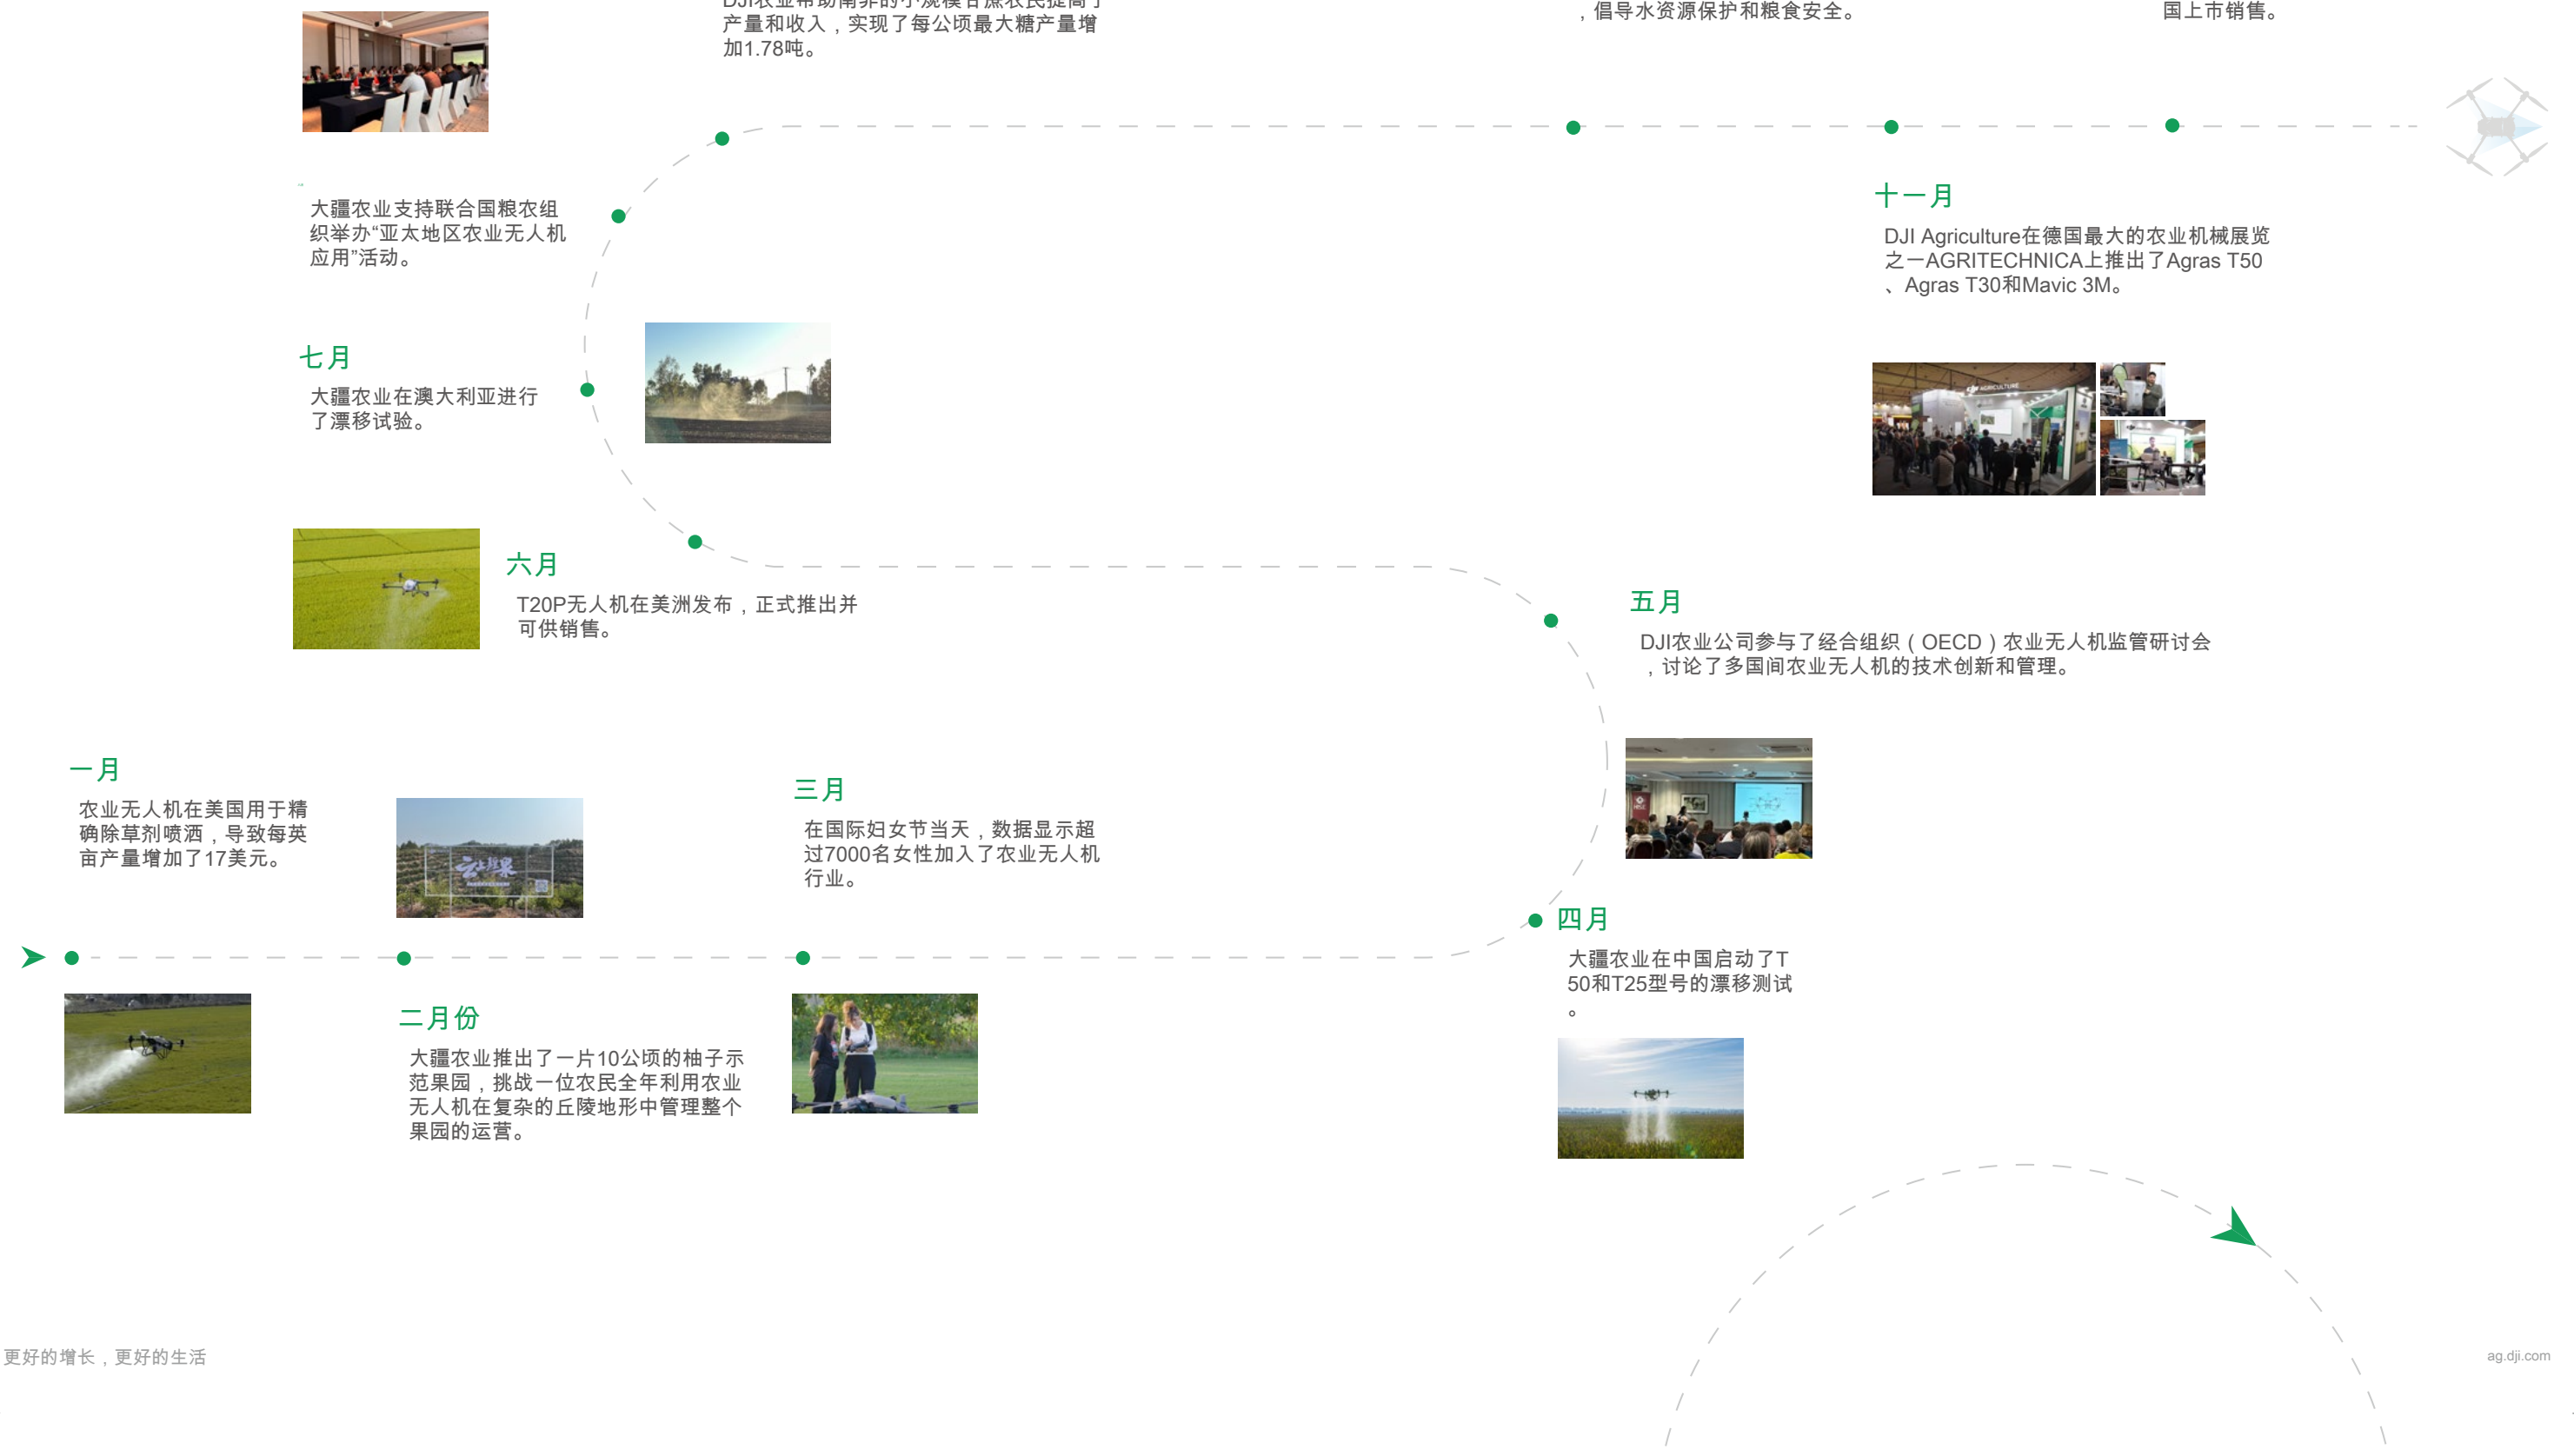 产量和收入，实现了每公顷最大糖产量增
加1.78吨。
，倡导水资源保护和粮食安全。
国上市销售。
大疆农业支持联合国粮农组
织举办“亚太地区农业无人机
应用”活动。
十一月
DJI Agriculture在德国最大的农业机械展览
之一AGRITECHNICA上推出了Agras T50
、Agras T30和Mavic 3M。
七月
大疆农业在澳大利亚进行
了漂移试验。
AGRICULTURE
六月
T20P无人机在美洲发布，正式推出并
可供销售。
五月
DJI农业公司参与了经合组织（OECD）农业无人机监管研讨会
，讨论了多国间农业无人机的技术创新和管理。
一月
农业无人机在美国用于精
确除草剂喷洒，导致每英
亩产量增加了17美元。
三月
在国际妇女节当天，数据显示超
过7000名女性加入了农业无人机
行业。
四月
大疆农业在中国启动了T
50和T25型号的漂移测试
。
二月份
大疆农业推出了一片10公顷的柚子示
范果园，挑战一位农民全年利用农业
无人机在复杂的丘陵地形中管理整个
果园的运营。
更好的增长，更好的生活
ag.dji.com